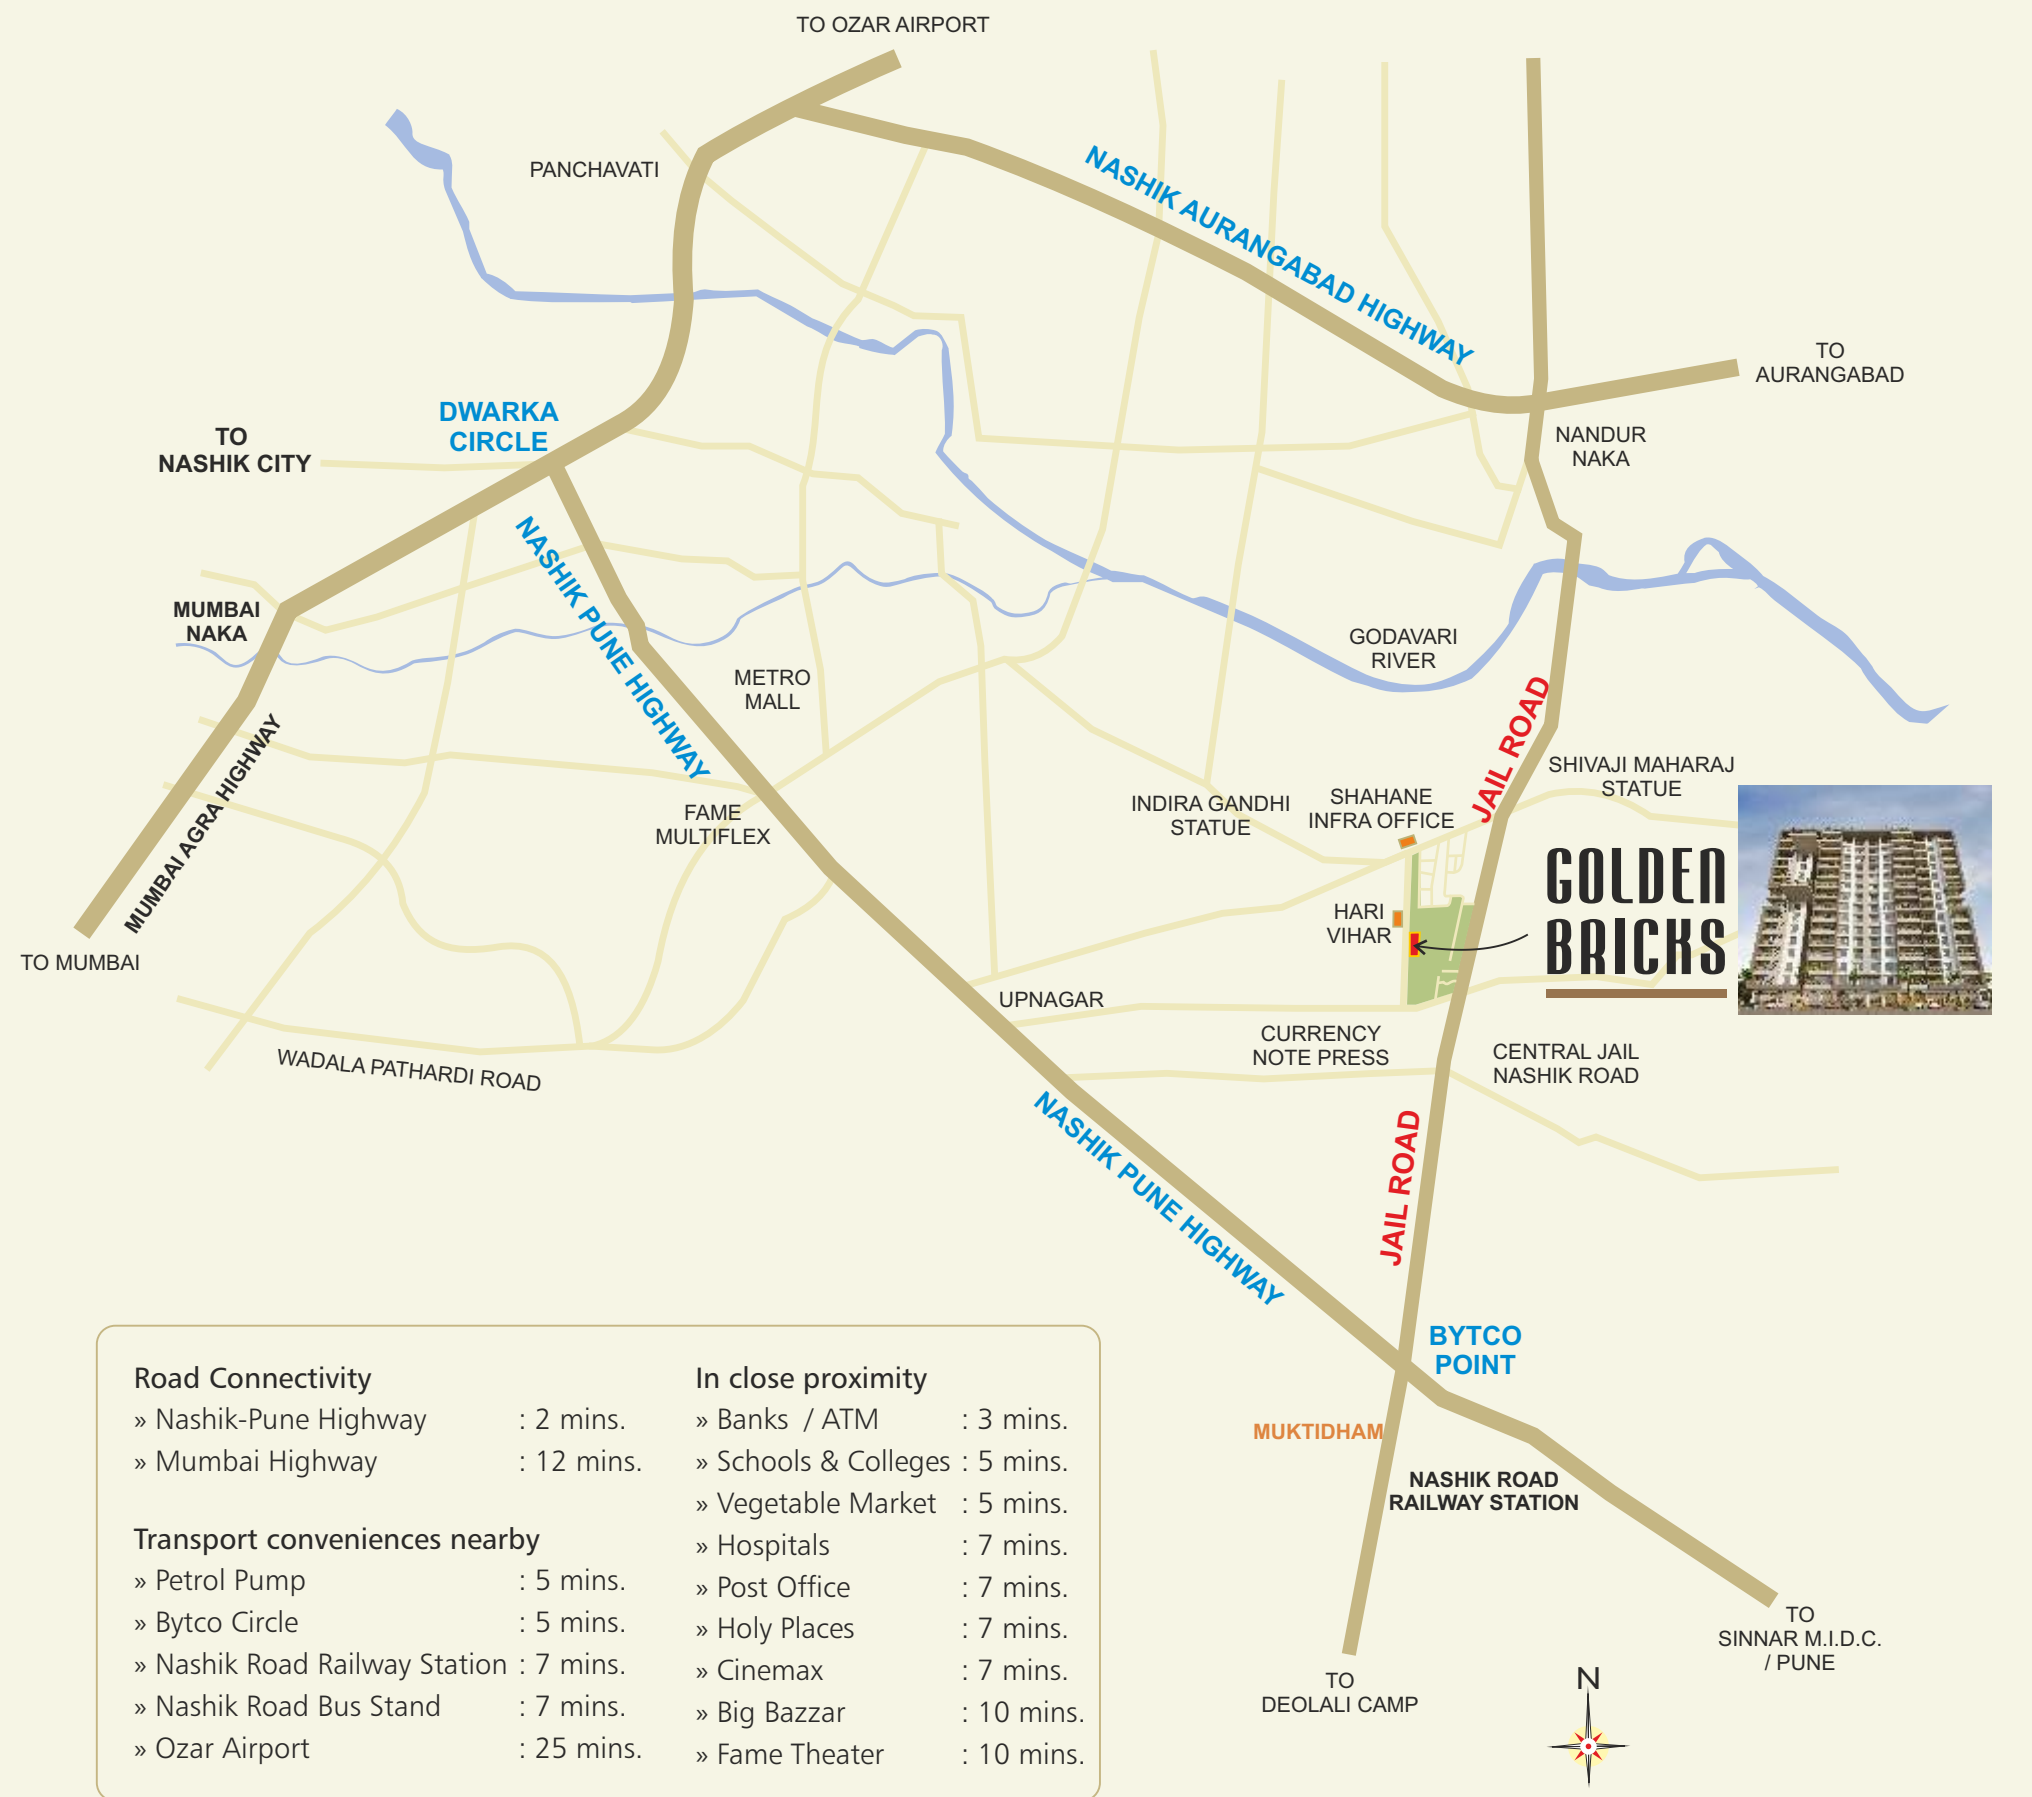 TO OZAR AIRPORT
PANCHAVATI
NASHIK AURANGABAD HIGHWAY
TO
AURANGABAD
DWARKA
CIRCLE
TO
NASHIK CITY
NANDUR
NAKA
NASHIK PUNE HIGHWAY
MUMBAI
NAKA
GODAVARI
RIVER
METRO
MALL
JAIL ROAD
MUMBAI AGRA HIGHWAY
SHIVAJI MAHARAJ
STATUE
FAME
MULTIFLEX
INDIRA GANDHI
STATUE
SHAHANE
INFRA OFFICE
GOLDEN
BRICKS
HARI
VIHAR
TO MUMBAI
UPNAGAR
CURRENCY
NOTE PRESS
CENTRAL JAIL
NASHIK ROAD
WADALA PATHARDI ROAD
NASHIK PUNE HIGHWAY
JAIL ROAD
BYTCO
POINT
MUKTIDHAM
NASHIK ROAD
RAILWAY STATION
TO
SINNAR M.I.D.C.
/ PUNE
TO
DEOLALI CAMP
N
Road Connectivity
» Nashik-Pune Highway : 2 mins.
» Mumbai Highway : 12 mins.
Transport conveniences nearby
» Petrol Pump : 5 mins.
» Bytco Circle : 5 mins.
» Nashik Road Railway Station : 7 mins.
» Nashik Road Bus Stand : 7 mins.
» Ozar Airport : 25 mins.
In close proximity
» Banks / ATM : 3 mins.
» Schools & Colleges : 5 mins.
» Vegetable Market : 5 mins.
» Hospitals : 7 mins.
» Post Office : 7 mins.
» Holy Places : 7 mins.
» Cinemax : 7 mins.
» Big Bazzar : 10 mins.
» Fame Theater : 10 mins.